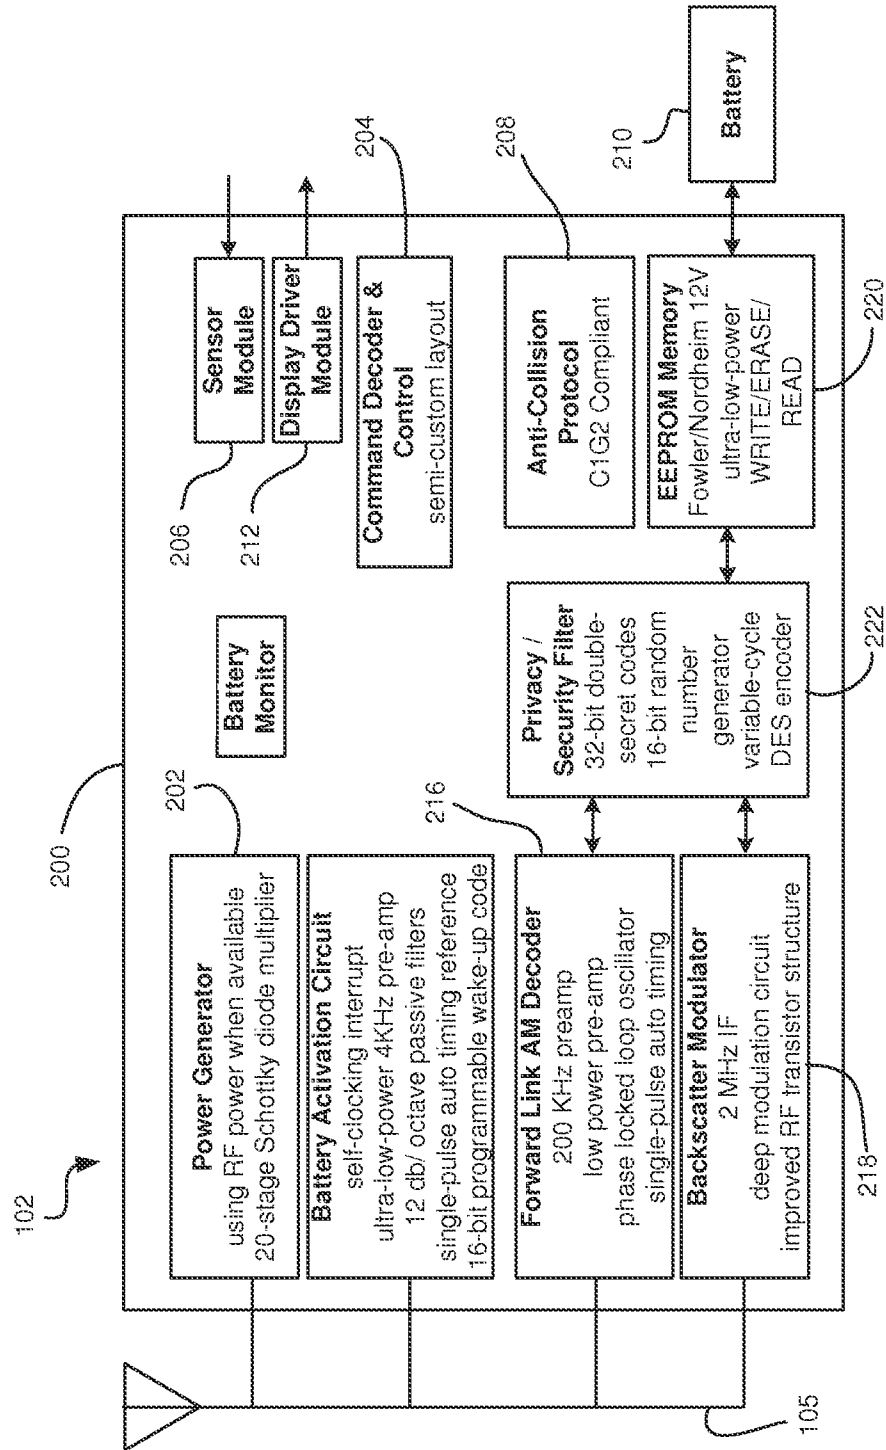 102
200
105
Power Generator
using RF power when available
20-stage Schottky diode multiplier
202
Battery Activation Circuit
self-clocking interrupt
ultra-low-power 4KHz pre-amp
12 db/ octave passive filters
single-pulse auto timing reference
16-bit programmable wake-up code
Forward Link AM Decoder
200 KHz preamp
low power pre-amp
phase locked loop oscillator
single-pulse auto timing
216
Backscatter Modulator
2 MHz IF
deep modulation circuit
improved RF transistor structure
218
Battery
Monitor
Privacy /
Security Filter
32-bit double-
secret codes
16-bit random
number
generator
variable-cycle
DES encoder
222
Sensor
Module
206
Display Driver
Module
212
Command Decoder &
Control
semi-custom layout
204
Anti-Collision
Protocol
C1G2 Compliant
208
EEPROM Memory
Fowler/Nordheim 12V
ultra-low-power
WRITE/ERASE/
READ
220
Battery
210